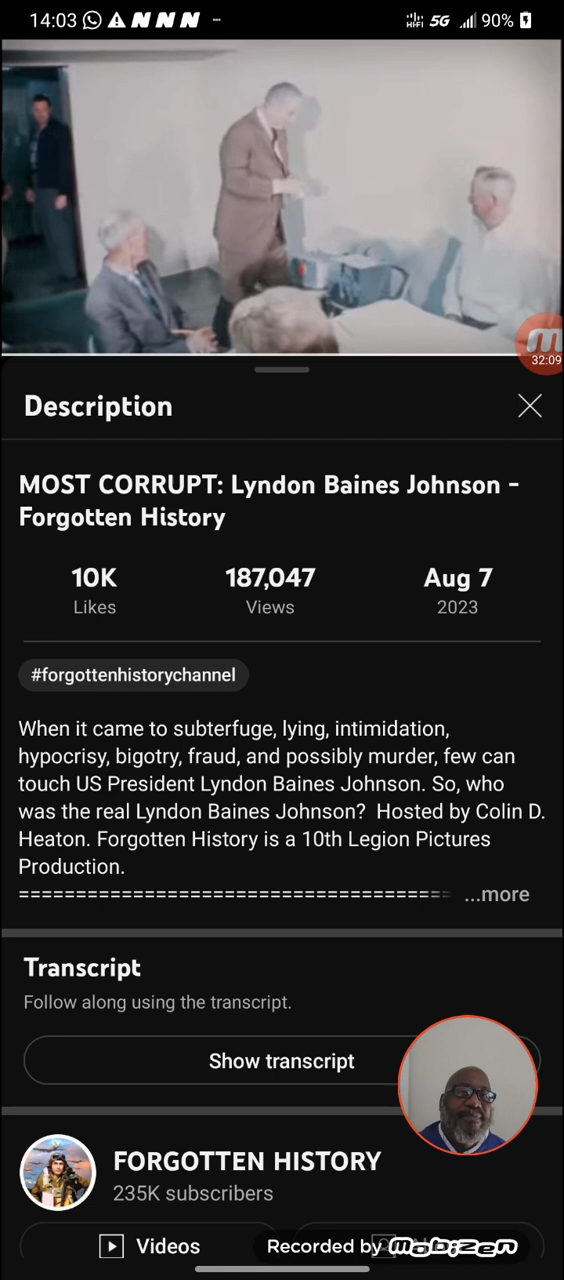 14:03 N N N 5G 90%
32:09
Description
MOST CORRUPT: Lyndon Baines Johnson -
Forgotten History
10K 187,047 Aug 7
Likes Views 2023
#forgottenhistorychannel
When it came to subterfuge, lying, intimidation,
hypocrisy, bigotry, fraud, and possibly murder, few can
touch US President Lyndon Baines Johnson. So, who
was the real Lyndon Baines Johnson? Hosted by Colin D.
Heaton. Forgotten History is a 10th Legion Pictures
Production.
====================================== ...more
Transcript
Follow along using the transcript.
Show transcript
FORGOTTEN HISTORY
235K subscribers
Videos
Recorded by mobizen